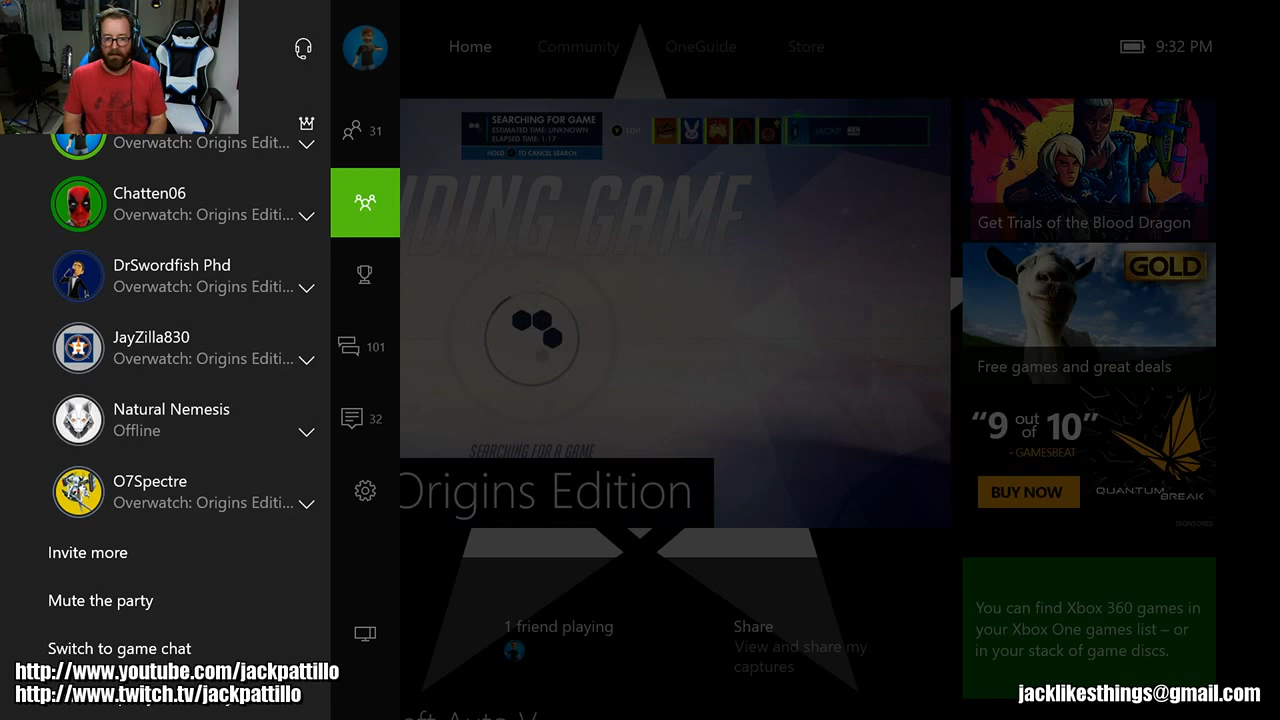 Overwatch: Origins Edit...
Chatten06
Overwatch: Origins Editi...
DrSwordfish Phd
Overwatch: Origins Editi...
JayZilla830
Overwatch: Origins Editi...
Natural Nemesis
Offline
O7Spectre
Overwatch: Origins Editi...
Invite more
Mute the party
Switch to game chat
http://www.youtube.com/jackpattillo
http://www.twitch.tv/jackpattillo
31
101
32
Home Community OneGuide Store
9:32 PM
SEARCHING FOR GAME
ESTIMATED TIME: UNKNOWN
ELAPSED TIME: 1:17
HOLD TO CANCEL SEARCH
EDIT
JACKP
DING GAME
SEARCHING FOR A GAME
Origins Edition
1 friend playing
Share
View and share my
captures
Get Trials of the Blood Dragon
GOLD
Free games and great deals
“9 out of 10”
- GAMESBEAT
BUY NOW
QUANTUM BREAK
SPONSORED
You can find Xbox 360 games in
your Xbox One games list – or
in your stack of game discs.
jacklikesthings@gmail.com